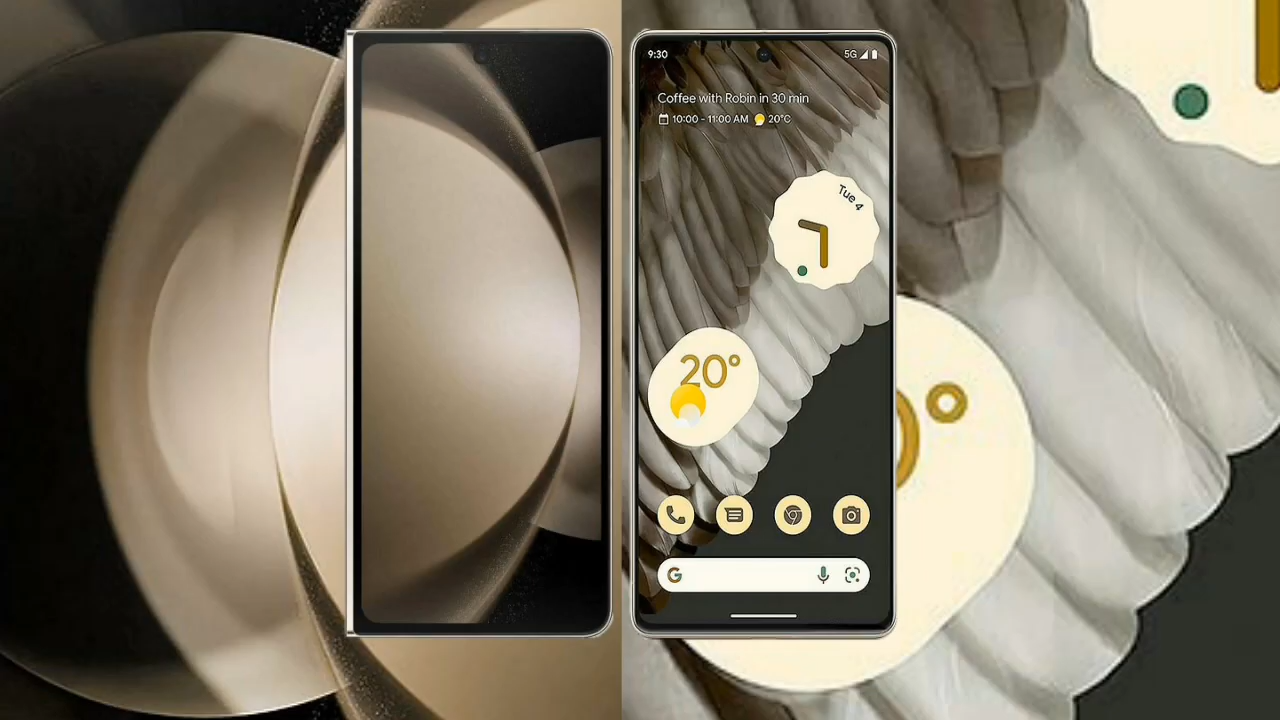 9:30
5G
Coffee with Robin in 30 min
10:00 - 11:00 AM 20°C
Tue 4
20°
G